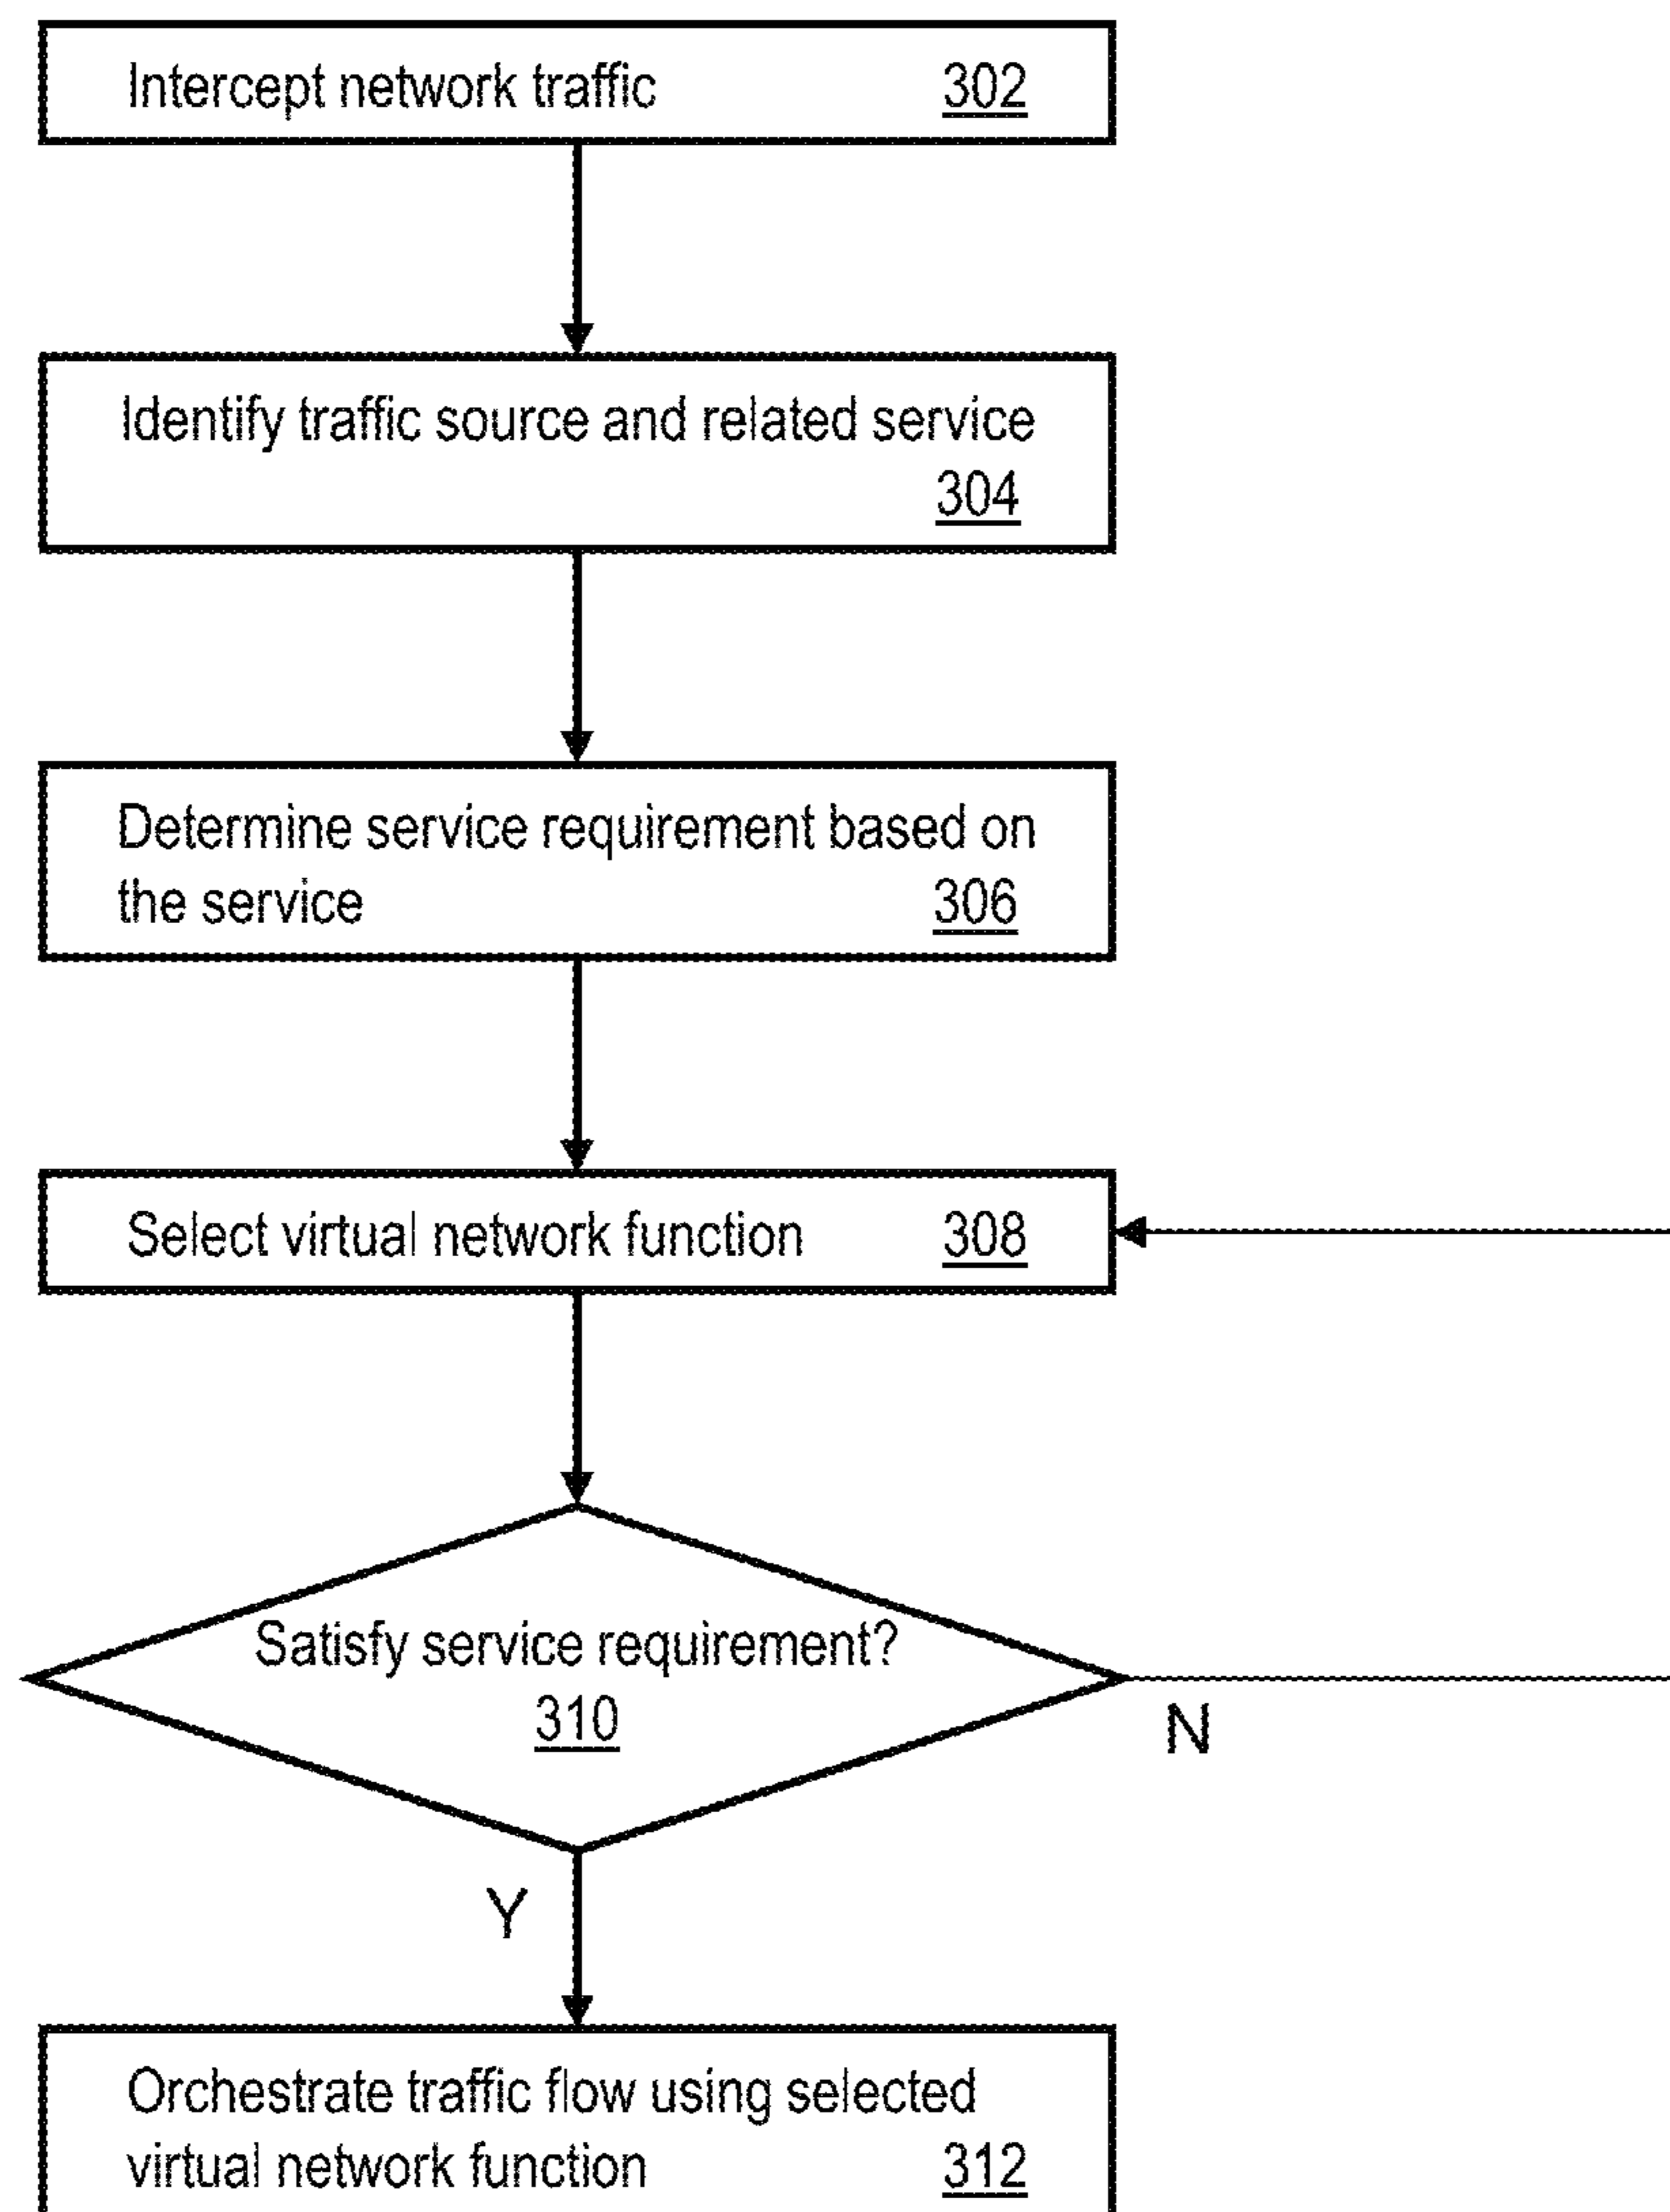 Intercept network traffic 302
Identify traffic source and related service
304
Determine service requirement based on
the service 306
Select virtual network function 308
Satisfy service requirement?
310
N
Y
Orchestrate traffic flow using selected
virtual network function 312